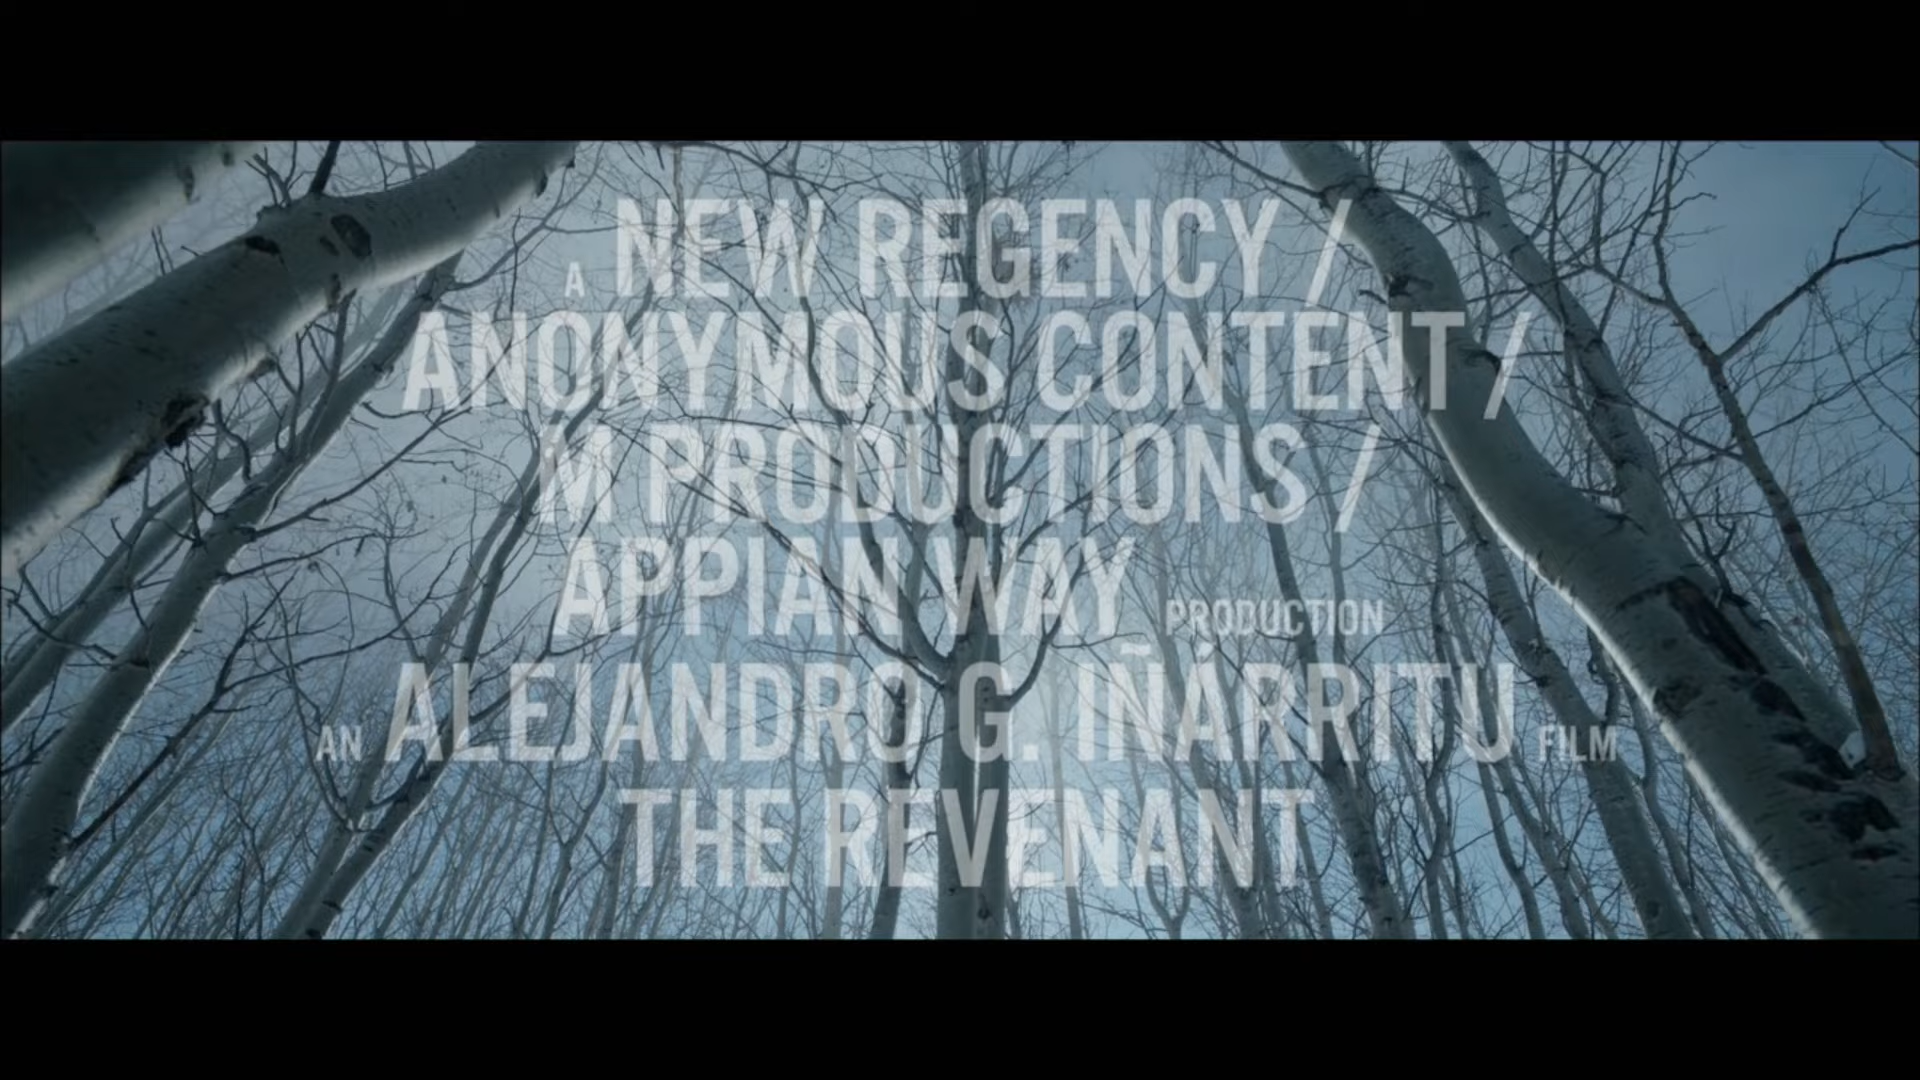 A NEW REGENCY /
ANONYMOUS CONTENT /
M PRODUCTIONS /
APPIAN WAY PRODUCTION
AN ALEJANDRO G. IÑÁRRITU FILM
THE REVENANT